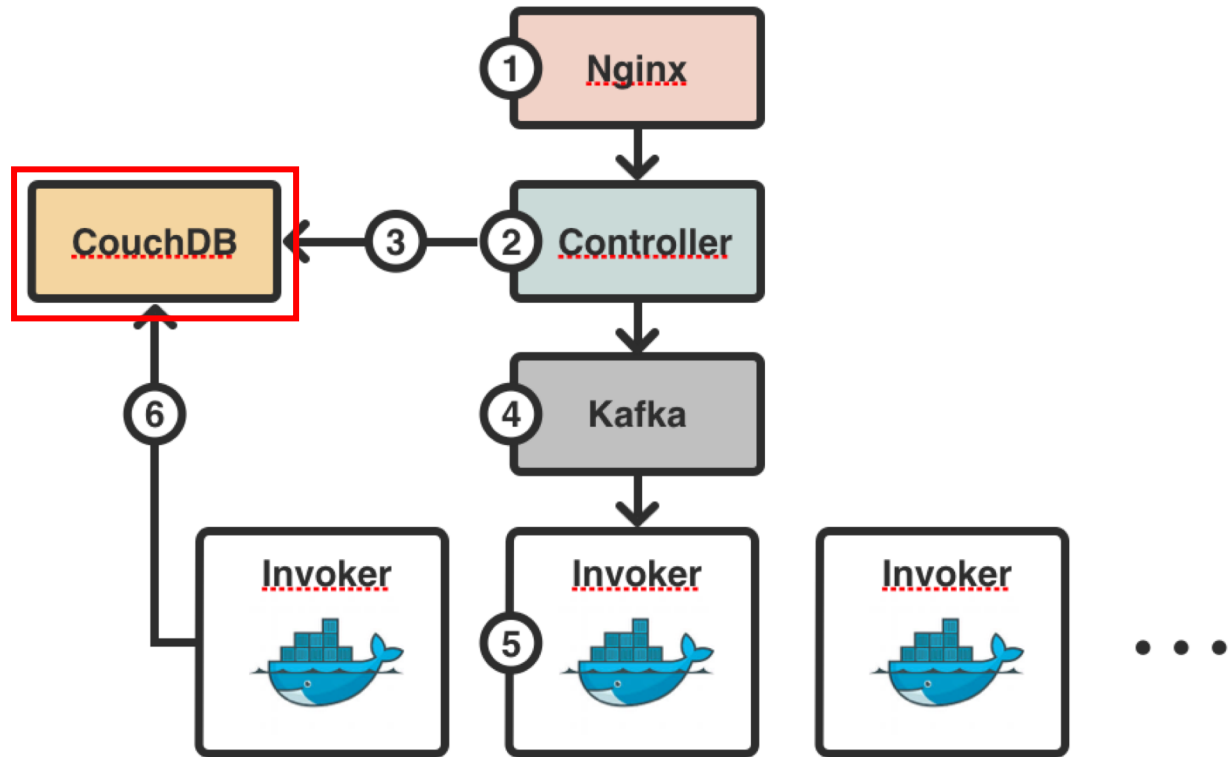 1 Nginx
CouchDB 3 2 Controller
6 4 Kafka
Invoker Invoker Invoker
5